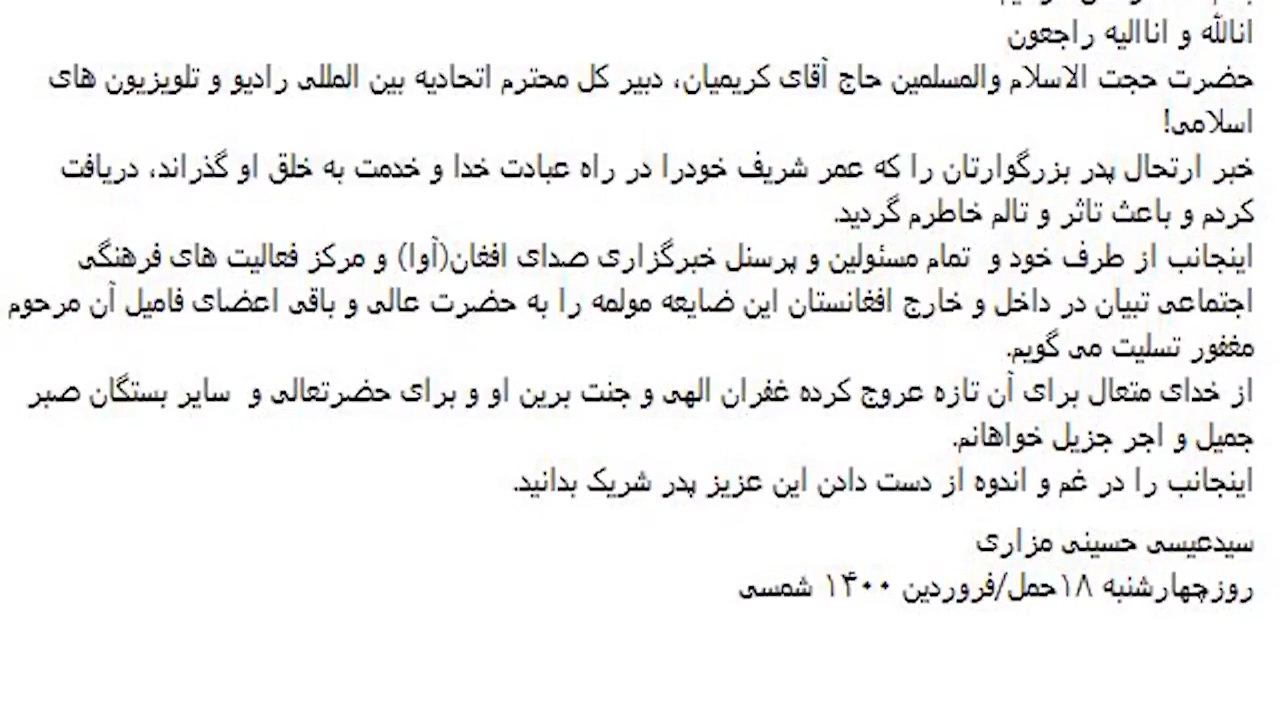 اناالله و اناالیه راجعون
حضرت حجت الاسلام والمسلمین حاج آقای کریمیان، دبیر کل محترم اتحادیه بین المللی رادیو و تلویزیون های
اسلامی!
خبر ارتحال پدر بزرگوارتان را که عمر شریف خودرا در راه عبادت خدا و خدمت به خلق او گذراند، دریافت
کردم و باعث تاثر و تالم خاطرم گردید.
اینجانب از طرف خود و تمام مسئولین و پرسنل خبرگزاری صدای افغان(آوا) و مرکز فعالیت های فرهنگی
اجتماعی تبیان در داخل و خارج افغانستان این ضایعه مولمه را به حضرت عالی و باقی اعضای فامیل آن مرحوم
مغفور تسلیت می گویم.
از خدای متعال برای آن تازه عروج کرده غفران الهی و جنت برین او و برای حضرتعالی و سایر بستگان صبر
جمیل و اجر جزیل خواهانم.
اینجانب را در غم و اندوه از دست دادن این عزیز پدر شریک بدانید.
سیدعیسی حسینی مزاری
روزچهارشنبه ۱۸حمل/فروردین ۱۴۰۰ شمسی